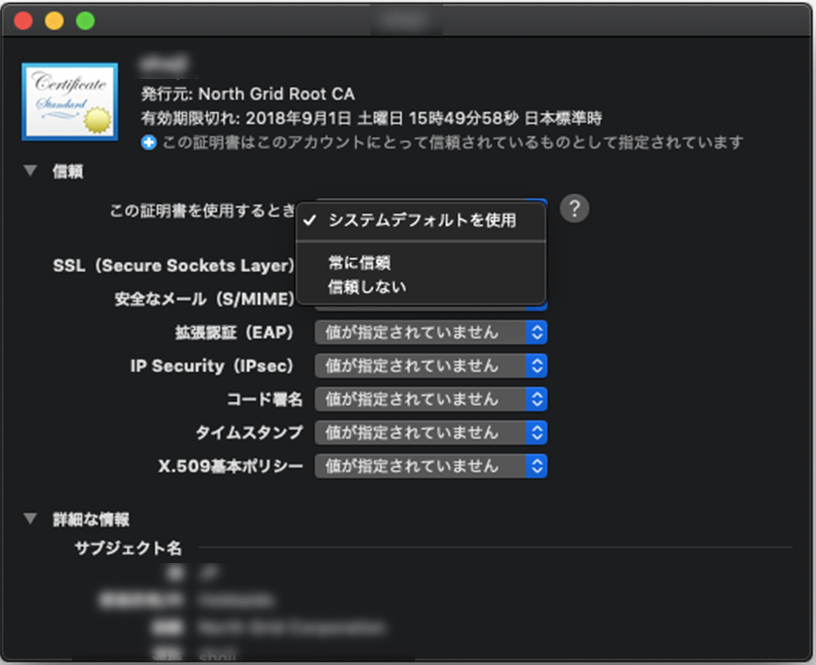 Certificate
Standard
発行元: North Grid Root CA
有効期限切れ: 2018年9月1日 土曜日 15時49分58秒 日本標準時
この証明書はこのアカウントにとって信頼されているものとして指定されています
信頼
この証明書を使用するとき
?
システムデフォルトを使用
常に信頼
信頼しない
SSL（Secure Sockets Layer）
安全なメール（S/MIME）
拡張認証（EAP） 値が指定されていません
IP Security（IPsec） 値が指定されていません
コード署名 値が指定されていません
タイムスタンプ 値が指定されていません
X.509基本ポリシー 値が指定されていません
詳細な情報
サブジェクト名